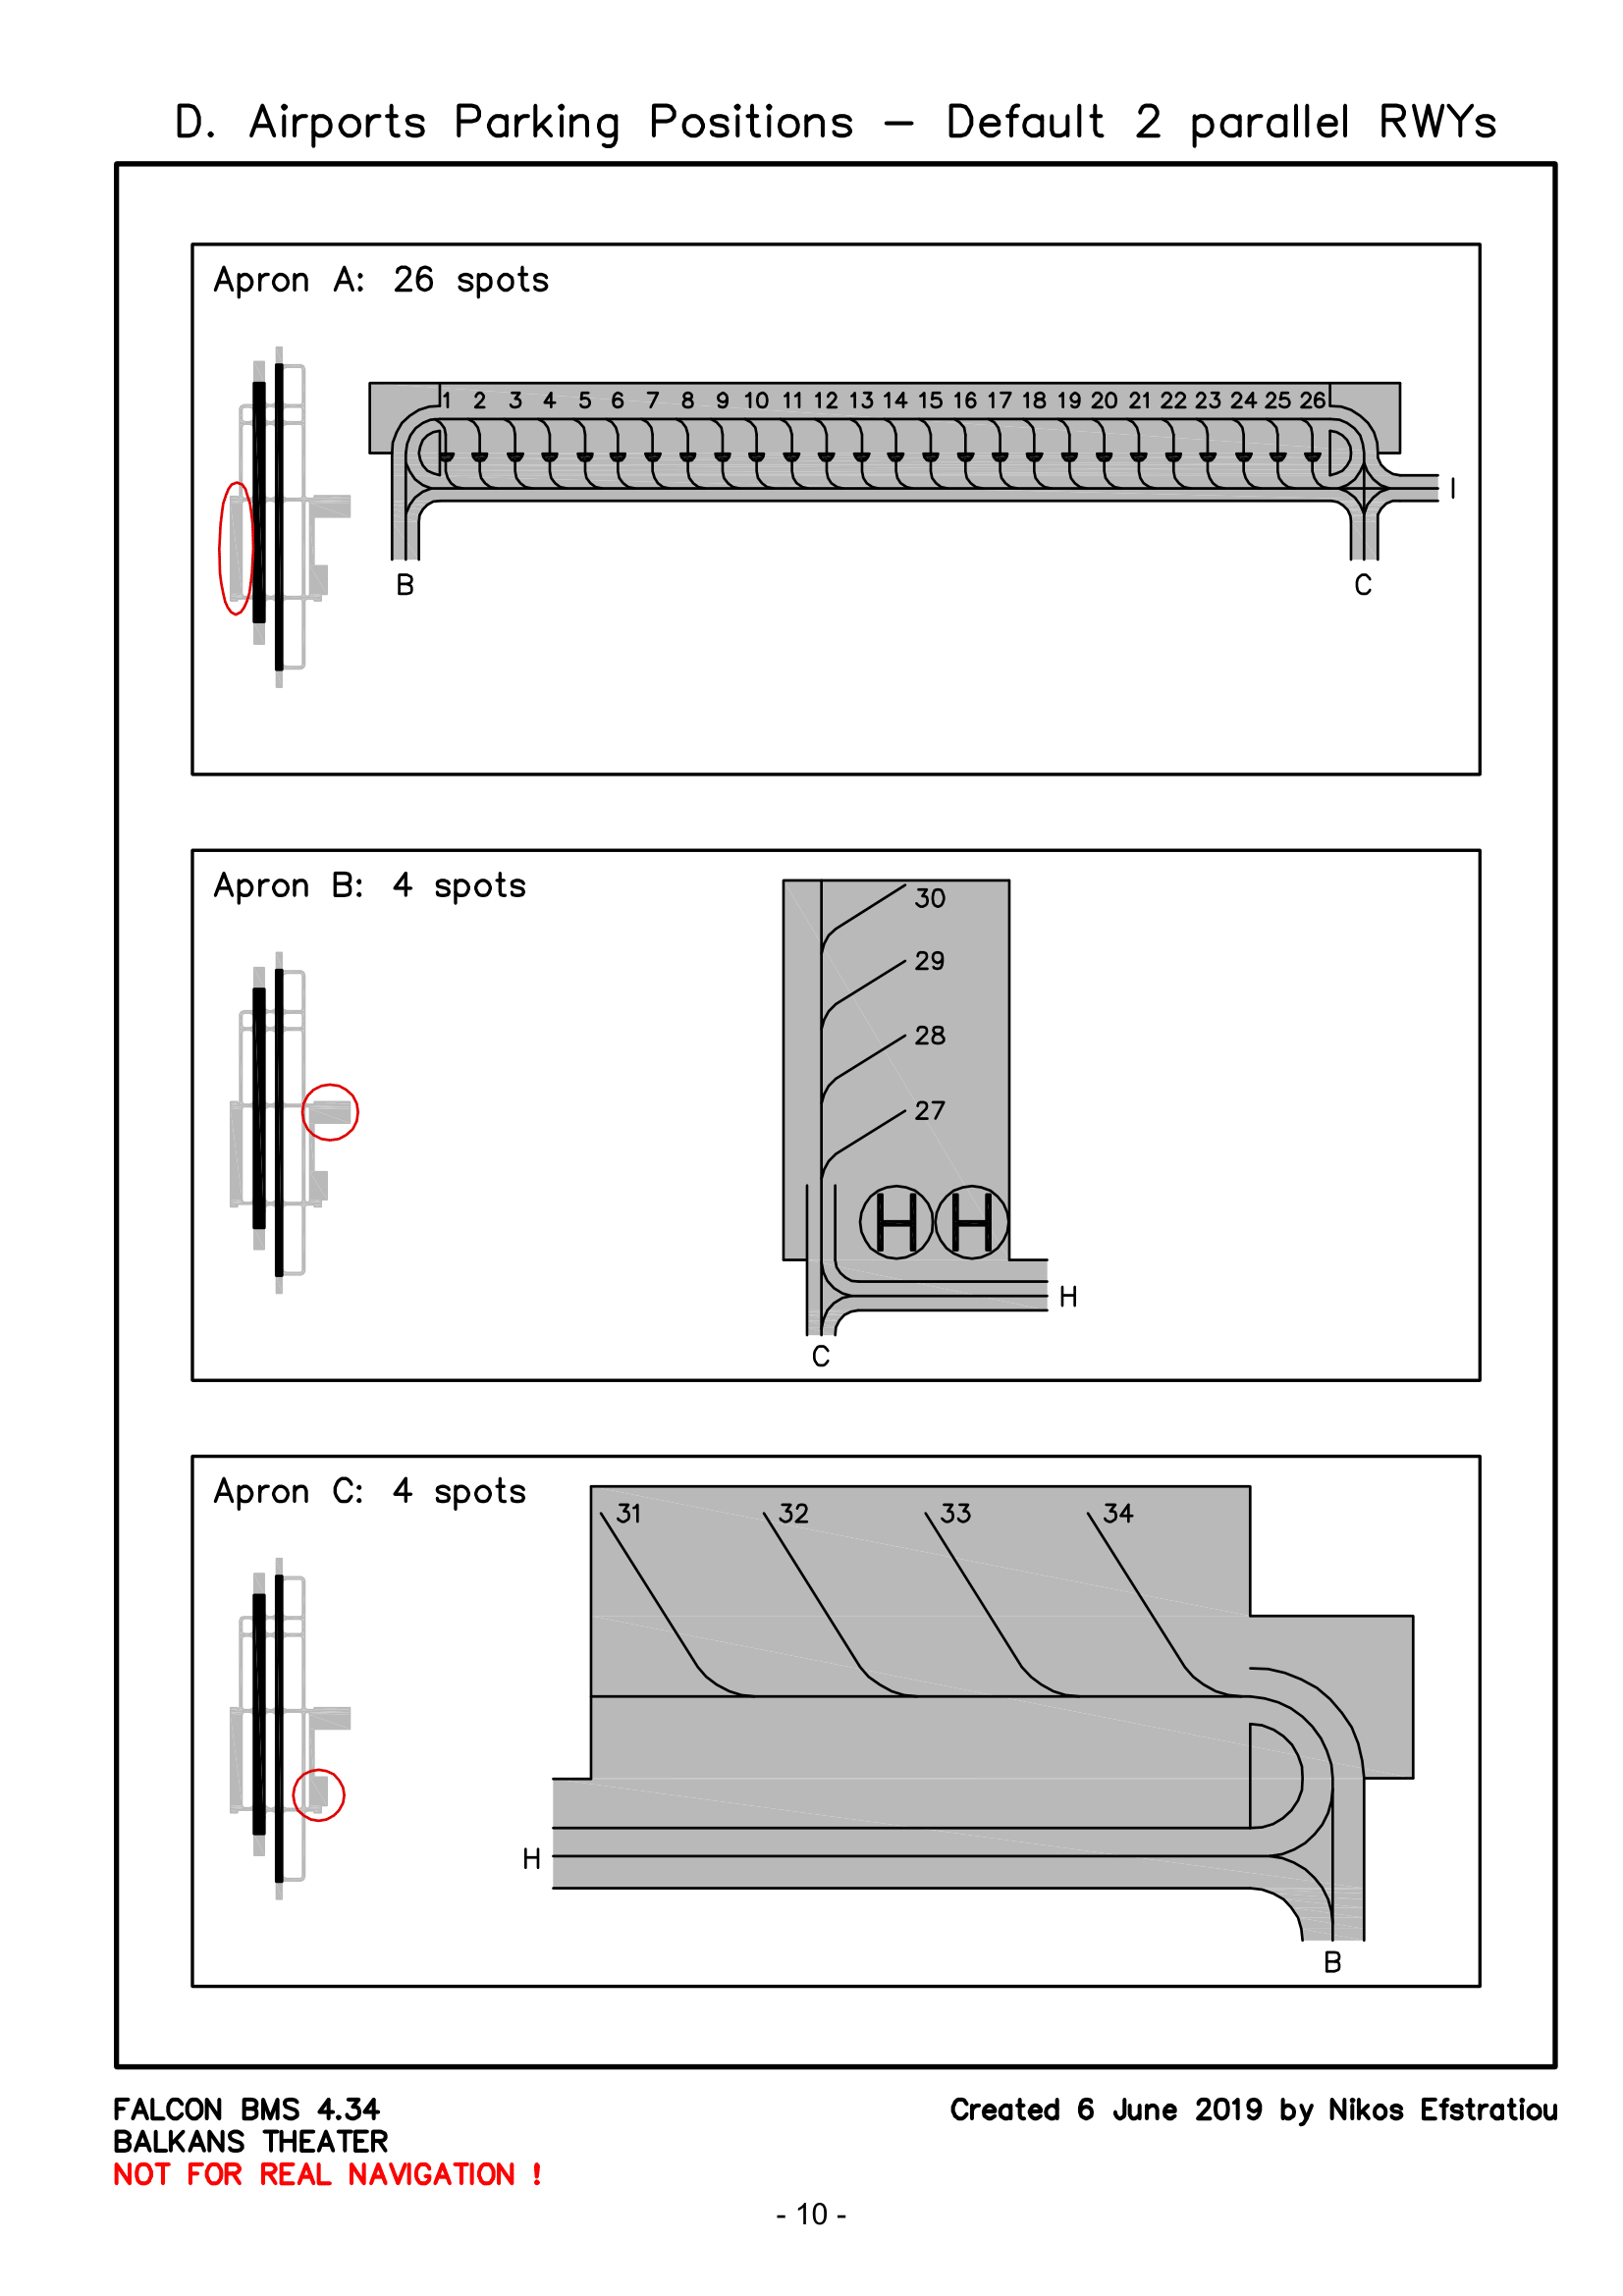 D. Airports Parking Positions – Default 2 parallel RWYs
Apron A: 26 spots
1 2 3 4 5 6 7 8 9 10 11 12 13 14 15 16 17 18 19 20 21 22 23 24 25 26
I
B
C
Apron B: 4 spots
30
29
28
27
H H
H
C
Apron C: 4 spots
31 32 33 34
H
B
FALCON BMS 4.34
Created 6 June 2019 by Nikos Efstratiou
BALKANS THEATER
NOT FOR REAL NAVIGATION !
- 10 -